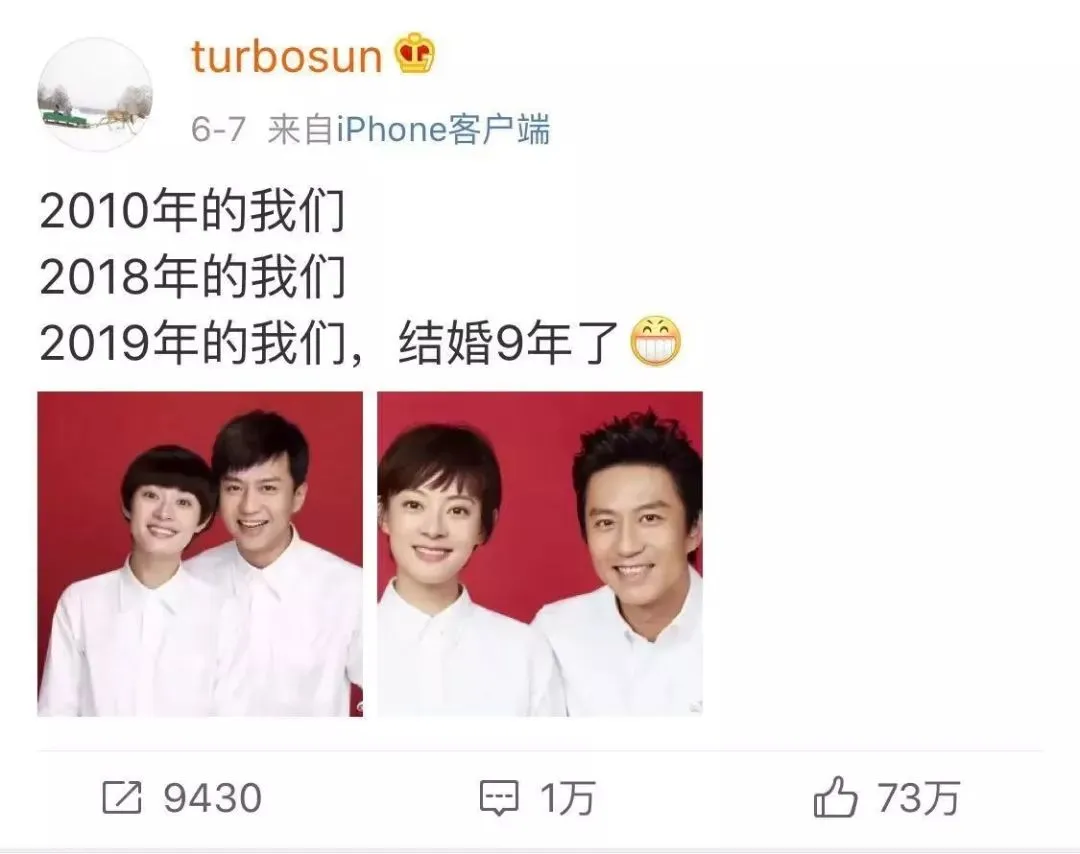 turbosun
6-7 来自iPhone客户端
2010年的我们
2018年的我们
2019年的我们，结婚9年了
9430 1万 73万